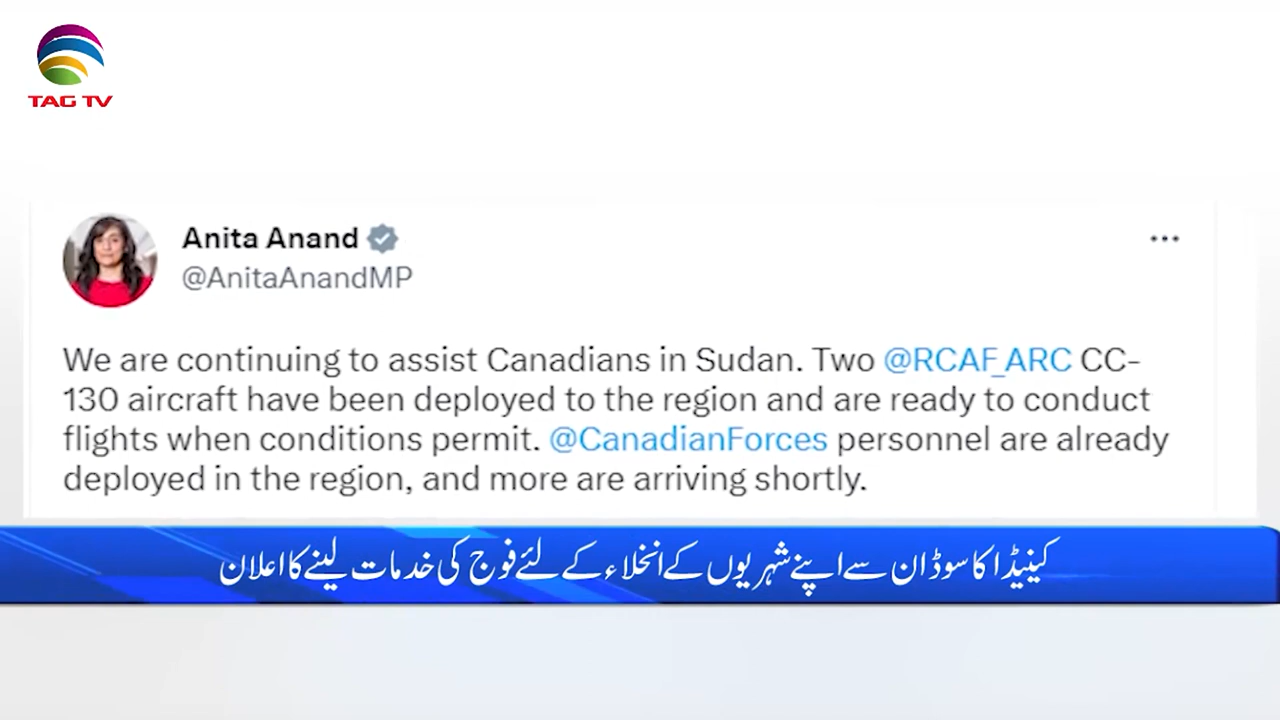 TAG TV
Anita Anand
@AnitaAnandMP
We are continuing to assist Canadians in Sudan. Two @RCAF_ARC CC-
130 aircraft have been deployed to the region and are ready to conduct
flights when conditions permit. @CanadianForces personnel are already
deployed in the region, and more are arriving shortly.
کینیڈا کا سوڈان سے اپنے شہریوں کے انخلاء کے لئے فوج کی خدمات لینے کا اعلان